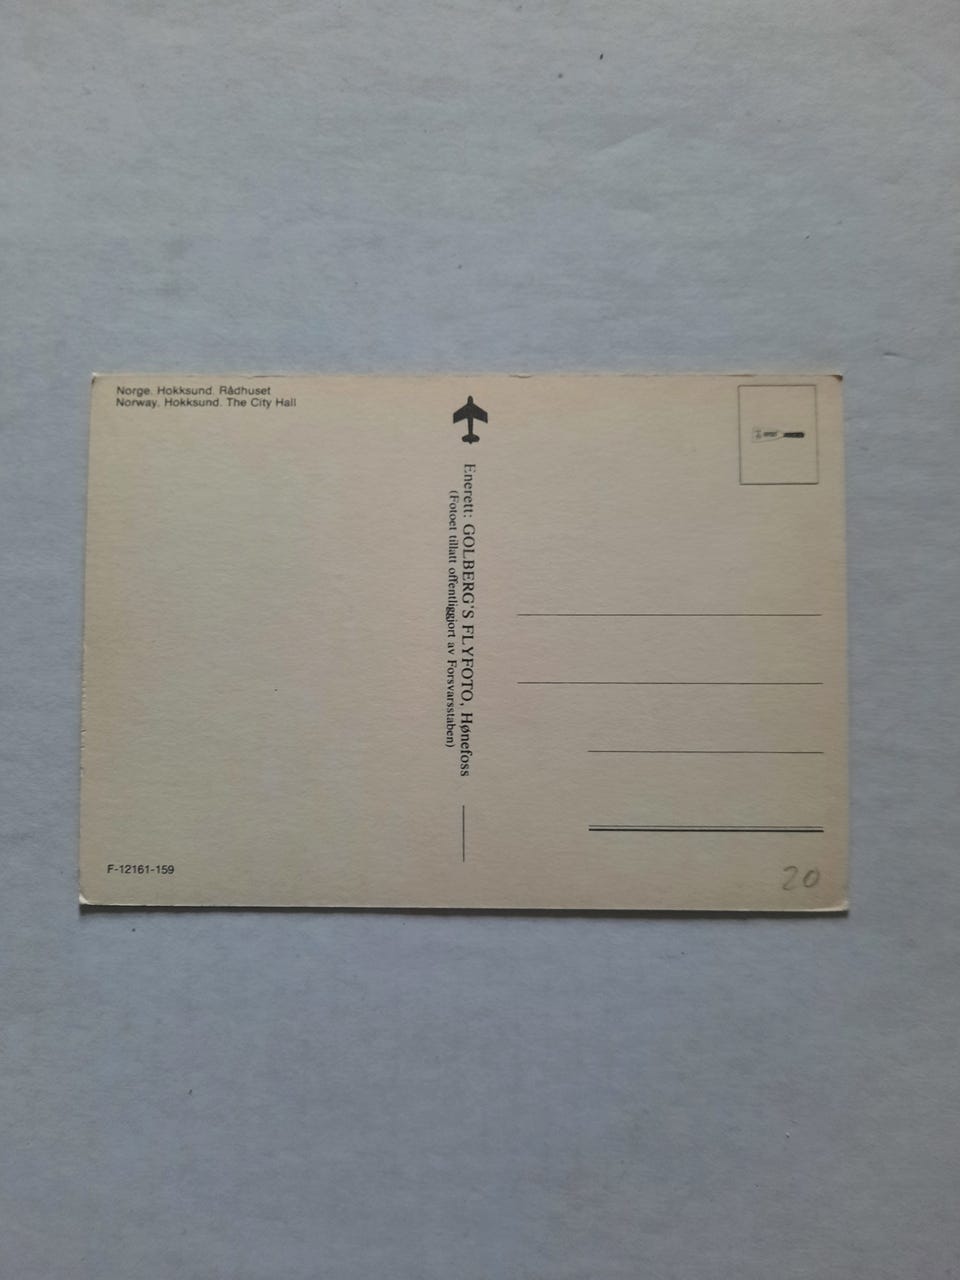 Norge. Hokksund. Rådhuset
Norway. Hokksund. The City Hall
Enerett: GOLBERG'S FLYFOTO, Hønefoss
(Fotoet tillatt offentliggjort av Forsvarsstaben)
F-12161-159
20